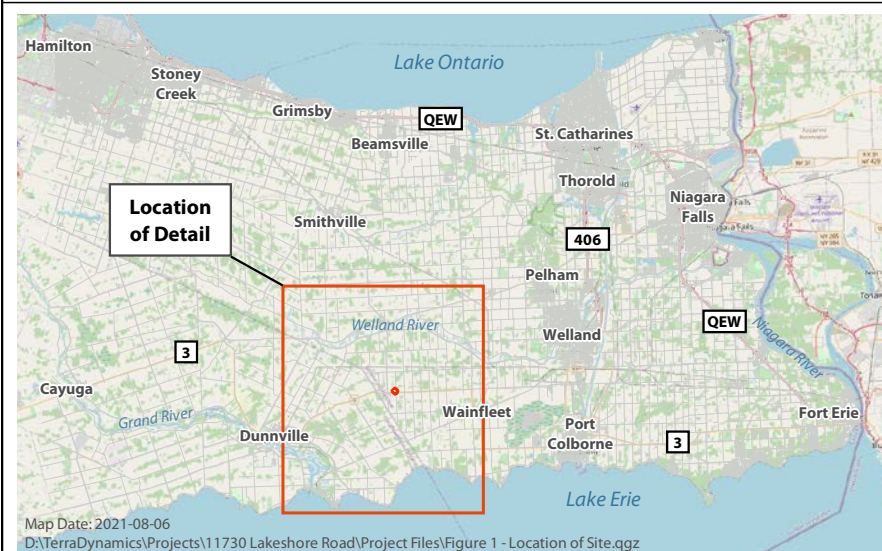 Hamilton
Lake Ontario
Stoney
Creek
Grimsby
QEW
St. Catharines
Beamsville
Thorold
Niagara
Falls
Location
of Detail
Smithville
406
Pelham
Welland River
QEW
Niagara River
Welland
3
Cayuga
Wainfleet
Fort Erie
Grand River
Port
Colborne
Dunnville
3
Lake Erie
Map Date: 2021-08-06
D:\TerraDynamics\Projects\11730 Lakeshore Road\Project Files\Figure 1 - Location of Site.qgz